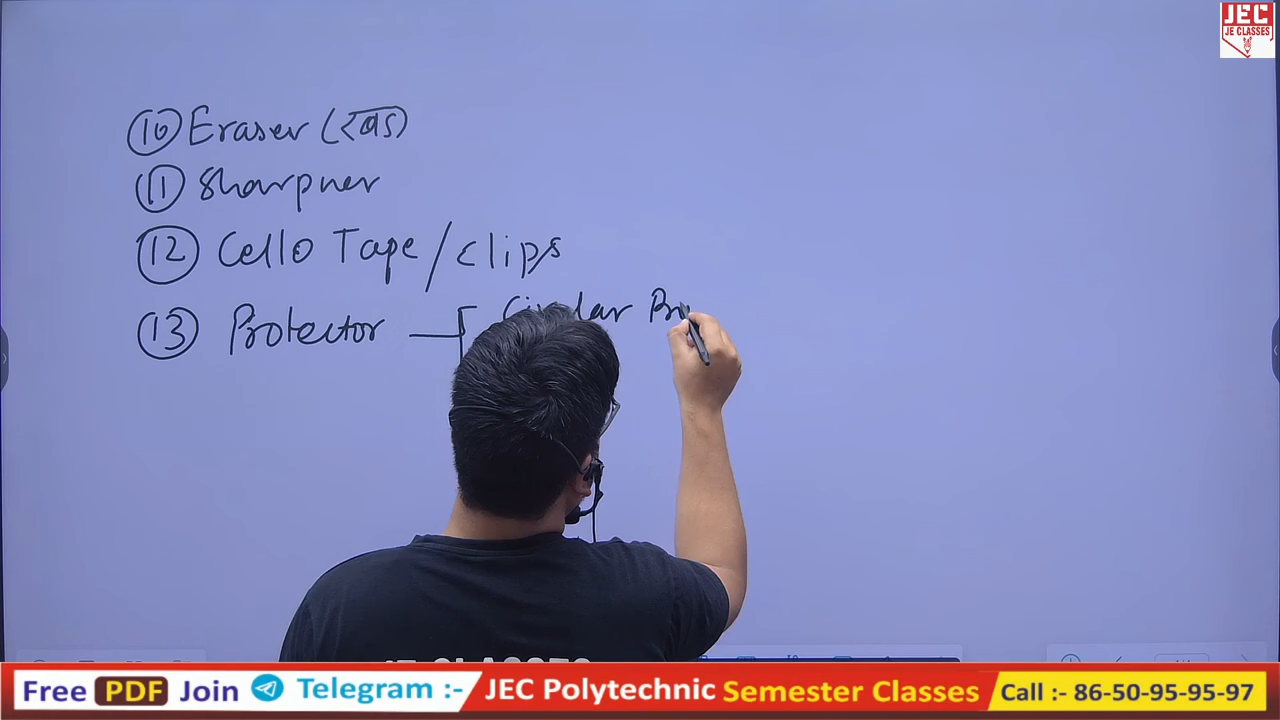 JEC
JE CLASSES
10 Eraser (रबड)
11 Sharpner
12 Cello Tape / clips
13 Protector
Free PDF Join Telegram :- JEC Polytechnic Semester Classes Call :- 86-50-95-95-97